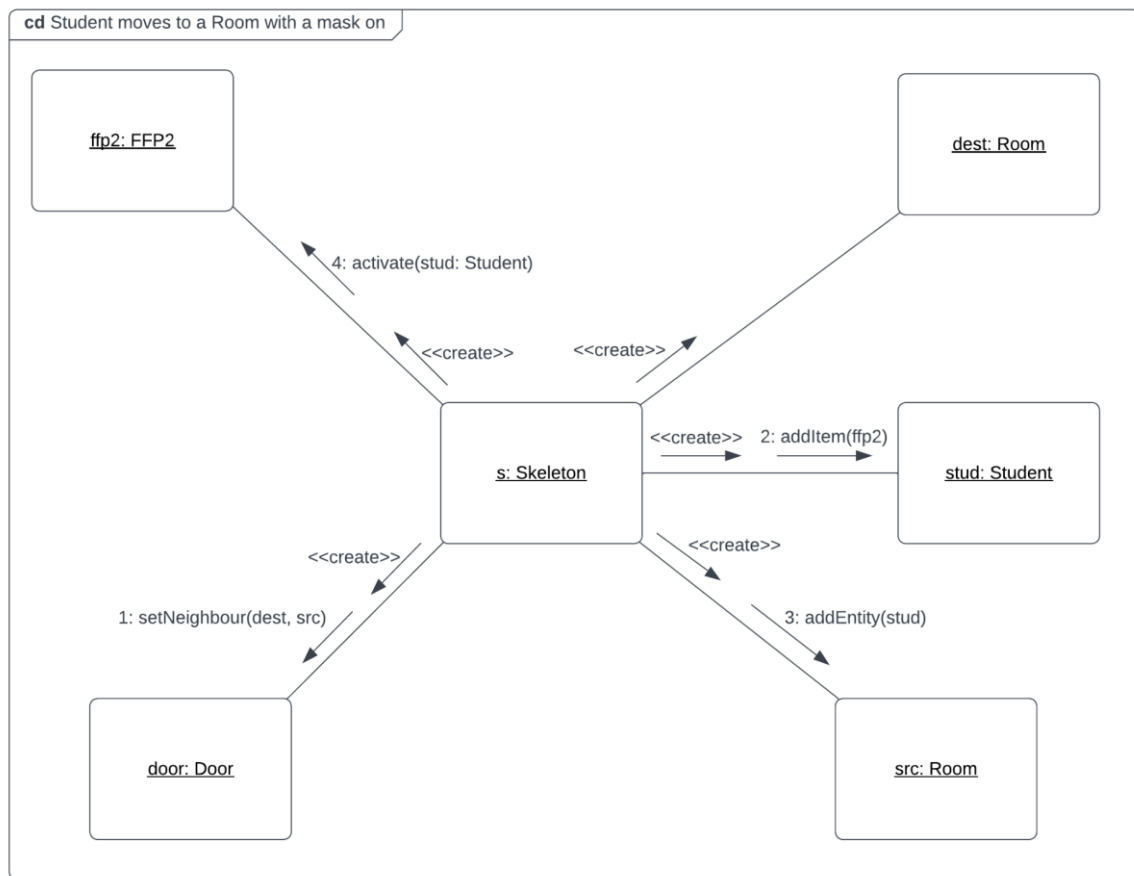 cd Student moves to a Room with a mask on
ffp2: FFP2
dest: Room
4: activate(stud: Student)
<<create>>
<<create>>
<<create>>
2: addItem(ffp2)
s: Skeleton
stud: Student
<<create>>
<<create>>
1: setNeighbour(dest, src)
3: addEntity(stud)
door: Door
src: Room